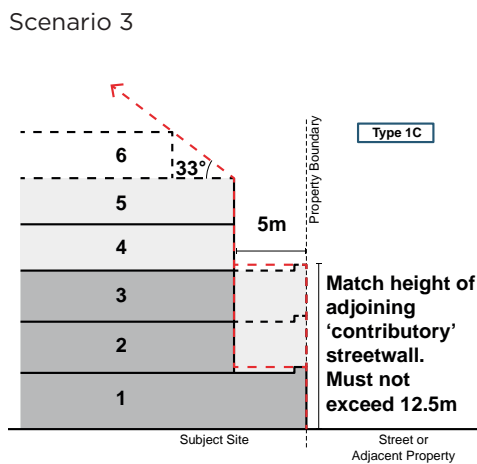 Scenario 3
Type 1C
Property Boundary
6
33°
5
5m
4
3
Match height of
adjoining
‘contributory’
streetwall.
Must not
exceed 12.5m
2
1
Subject Site
Street or
Adjacent Property